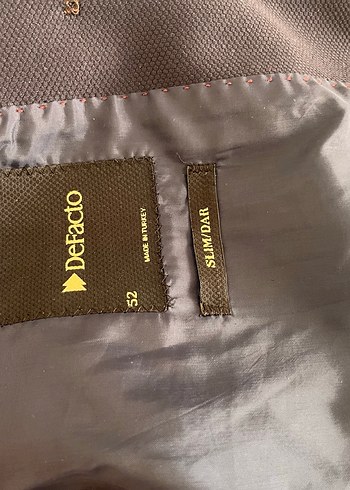 DeFacto
MADE IN TURKEY
52
SLIM/DAR